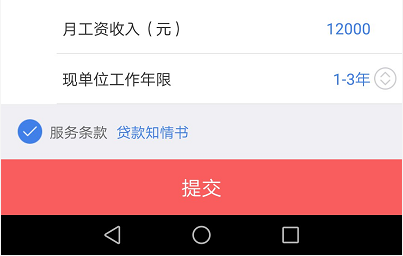 月工资收入（元） 12000
现单位工作年限 1-3年
服务条款 贷款知情书
提交